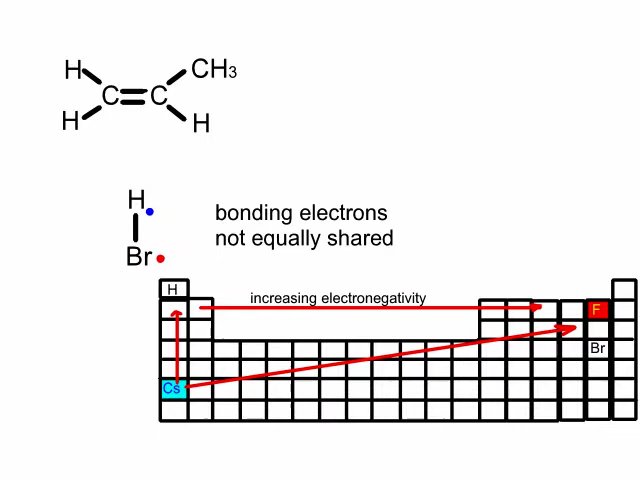 H CH3
C=C
H H
H
Br
bonding electrons
not equally shared
H
increasing electronegativity
F
Br
Cs